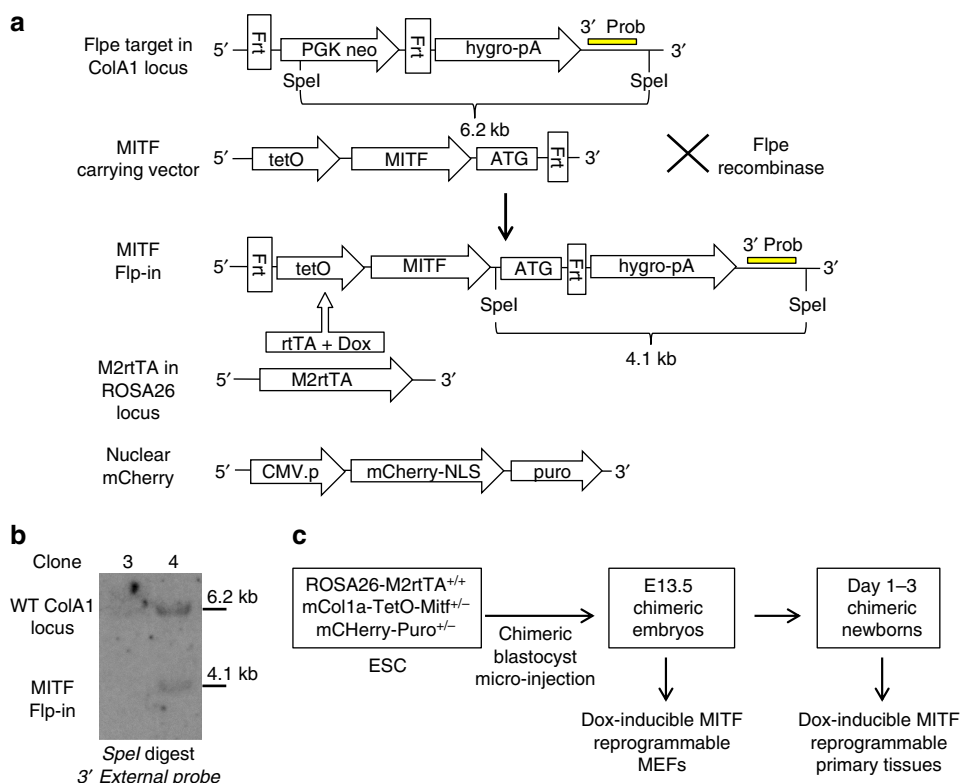 a
Flpe target in
ColA1 locus
5′ Frt PGK neo Frt hygro-pA 3′ Prob 3′
SpeI SpeI
6.2 kb
MITF
carrying vector
5′ tetO MITF ATG Frt 3′
Flpe
recombinase
MITF
Flp-in
5′ Frt tetO MITF ATG Frt hygro-pA 3′ Prob 3′
SpeI SpeI
rtTA + Dox
4.1 kb
M2rtTA in
ROSA26
locus
5′ M2rtTA 3′
Nuclear
mCherry
5′ CMV.p mCherry-NLS puro 3′
b
Clone 3 4
WT ColA1
locus
6.2 kb
MITF
Flp-in
4.1 kb
SpeI digest
3′ External probe
c
ROSA26-M2rtTA+/+
mCol1a-TetO-Mitf+/–
mCHerry-Puro+/–
ESC
Chimeric
blastocyst
micro-injection
E13.5
chimeric
embryos
Day 1–3
chimeric
newborns
Dox-inducible MITF
reprogrammable
MEFs
Dox-inducible MITF
reprogrammable
primary tissues